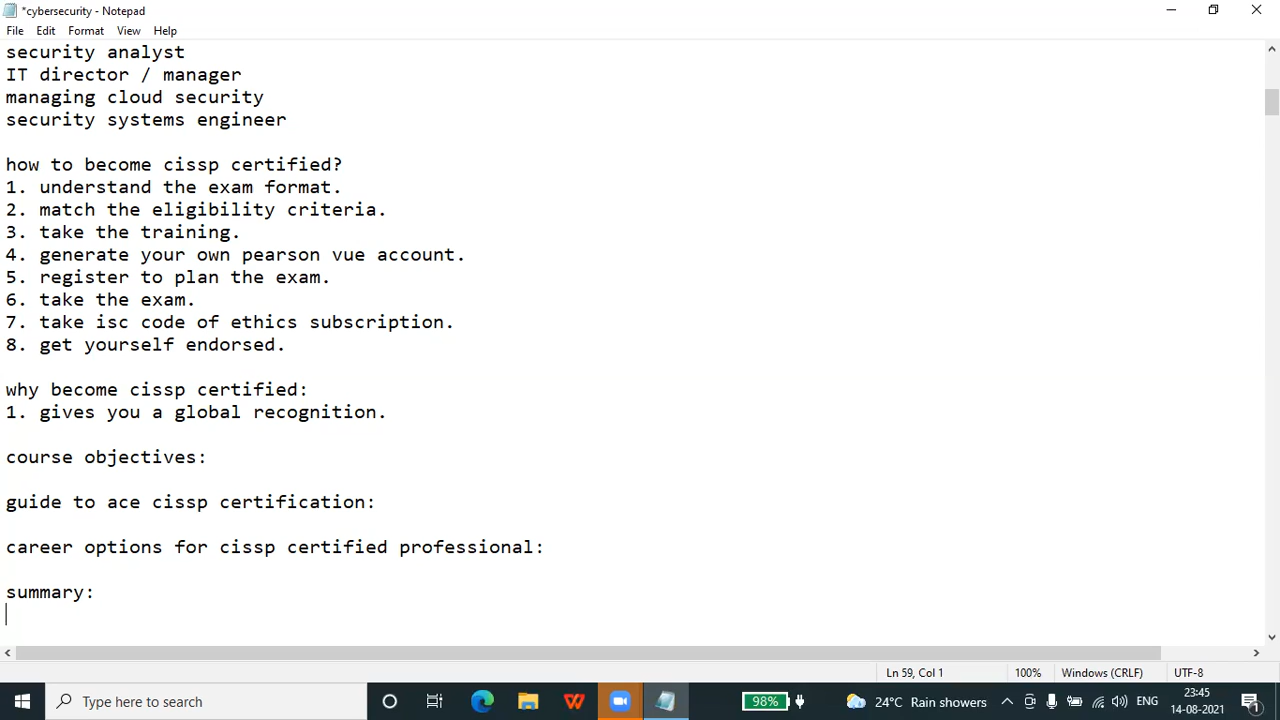 *cybersecurity - Notepad
File Edit Format View Help
security analyst
IT director / manager
managing cloud security
security systems engineer
how to become cissp certified?
1. understand the exam format.
2. match the eligibility criteria.
3. take the training.
4. generate your own pearson vue account.
5. register to plan the exam.
6. take the exam.
7. take isc code of ethics subscription.
8. get yourself endorsed.
why become cissp certified:
1. gives you a global recognition.
course objectives:
guide to ace cissp certification:
career options for cissp certified professional:
summary:
Ln 59, Col 1 100% Windows (CRLF) UTF-8
Type here to search 98% 24°C Rain showers ENG 23:45
14-08-2021 1